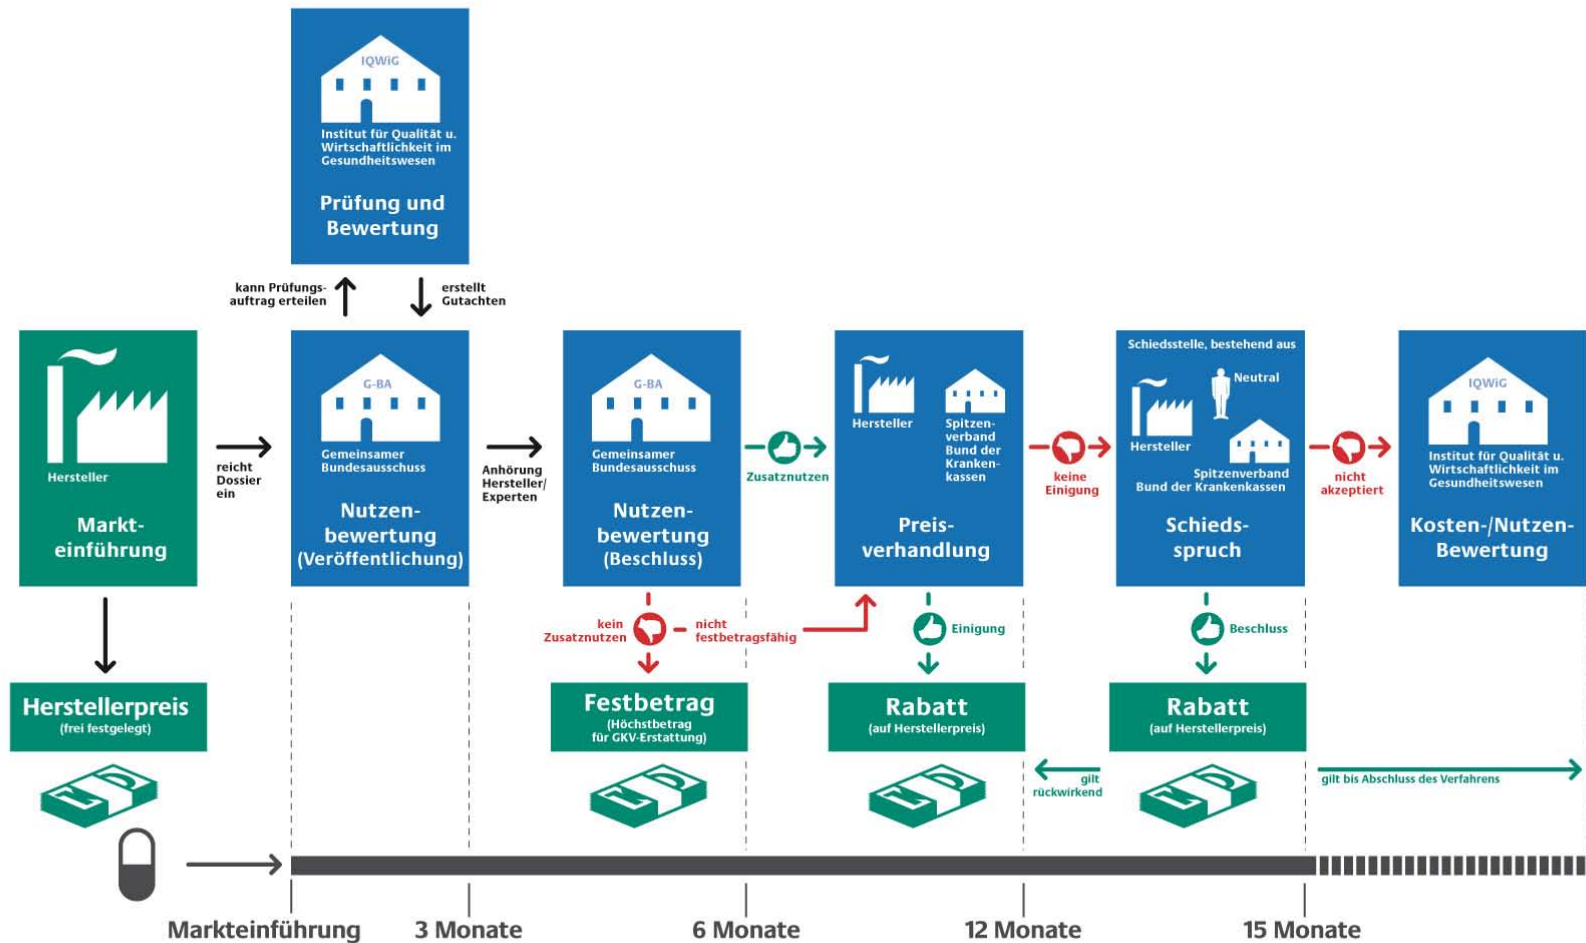 IQWiG
Institut für Qualität u.
Wirtschaftlichkeit im
Gesundheitswesen
Prüfung und
Bewertung
kann Prüfungs-
auftrag erteilen
erstellt
Gutachten
Hersteller
Markt-
einführung
reicht
Dossier
ein
G-BA
Gemeinsamer
Bundesausschuss
Nutzen-
bewertung
(Veröffentlichung)
Anhörung
Hersteller/
Experten
G-BA
Gemeinsamer
Bundesausschuss
Nutzen-
bewertung
(Beschluss)
Zusatznutzen
Hersteller
Spitzen-
verband
Bund der
Kranken-
kassen
Preis-
verhandlung
keine
Einigung
Schiedsstelle, bestehend aus
Neutral
Hersteller
Spitzenverband
Bund der Krankenkassen
Schieds-
spruch
nicht
akzeptiert
IQWiG
Institut für Qualität u.
Wirtschaftlichkeit im
Gesundheitswesen
Kosten-/Nutzen-
Bewertung
kein
Zusatznutzen
nicht
festbetragsfähig
Einigung
Beschluss
Herstellerpreis
(frei festgelegt)
Festbetrag
(Höchstbetrag
für GKV-Erstattung)
Rabatt
(auf Herstellerpreis)
Rabatt
(auf Herstellerpreis)
gilt
rückwirkend
gilt bis Abschluss des Verfahrens
Markteinführung
3 Monate
6 Monate
12 Monate
15 Monate